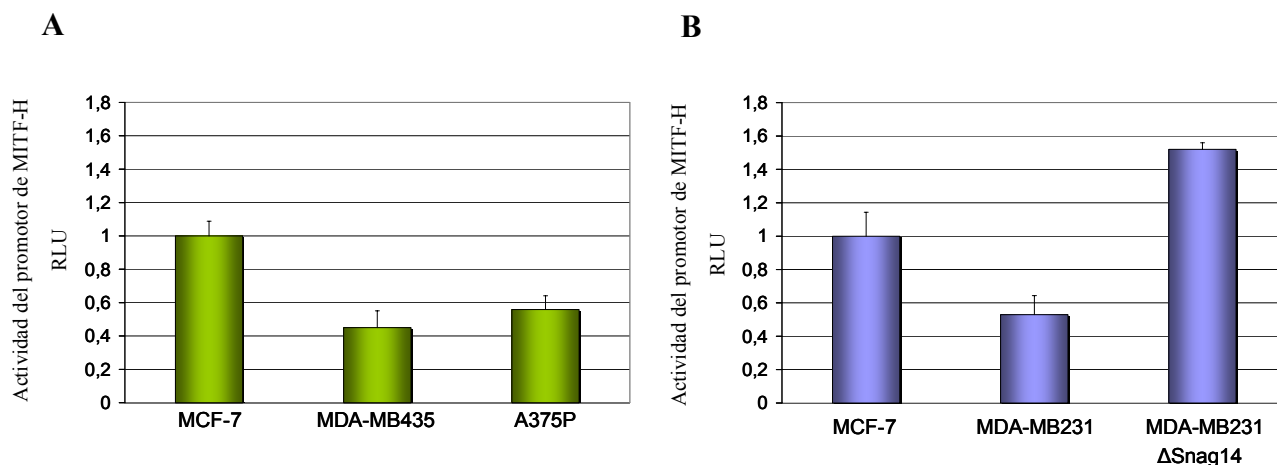 A
Actividad del promotor de MITF-H
RLU
1,8
1,6
1,4
1,2
1
0,8
0,6
0,4
0,2
0
MCF-7
MDA-MB435
A375P
B
Actividad del promotor de MITF-H
RLU
1,8
1,6
1,4
1,2
1
0,8
0,6
0,4
0,2
0
MCF-7
MDA-MB231
MDA-MB231
ΔSnag14